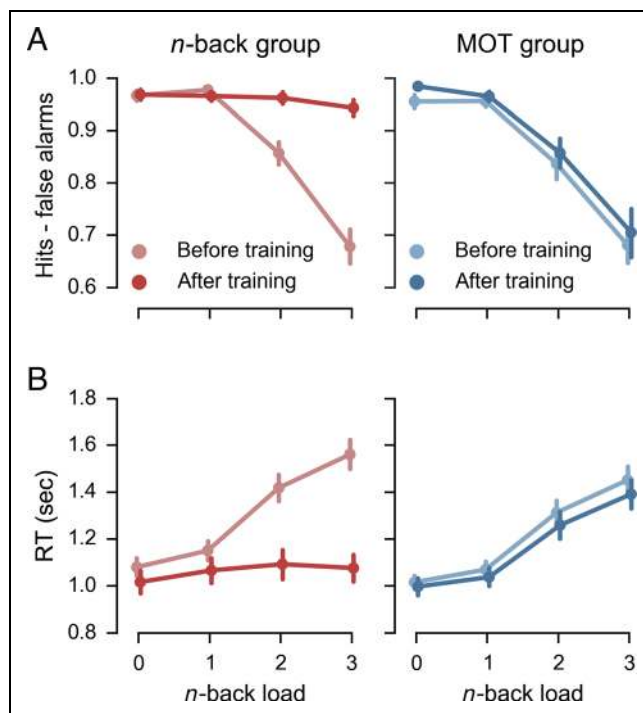 A
n-back group
MOT group
Hits - false alarms
1.0
0.9
0.8
0.7
0.6
Before training
After training
Before training
After training
B
RT (sec)
1.8
1.6
1.4
1.2
1.0
0.8
0 1 2 3
0 1 2 3
n-back load
n-back load